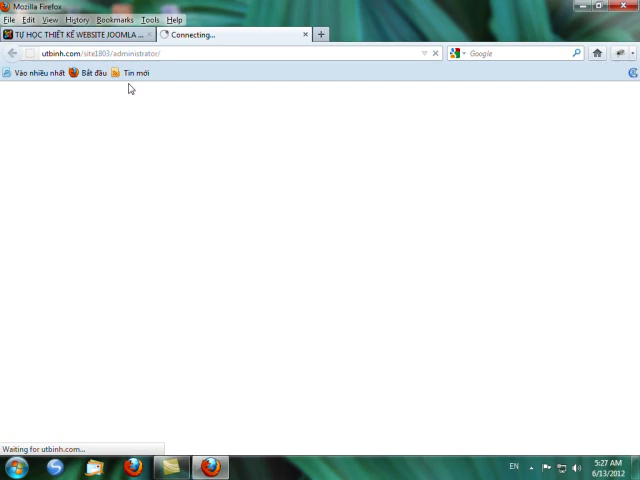 Mozilla Firefox
File Edit View History Bookmarks Tools Help
TỰ HỌC THIẾT KẾ WEBSITE JOOMLA ... Connecting...
utbinh.com/site1803/administrator/ Google
Vào nhiều nhất Bắt đầu Tin mới
Waiting for utbinh.com...
EN 5:27 AM
6/13/2012